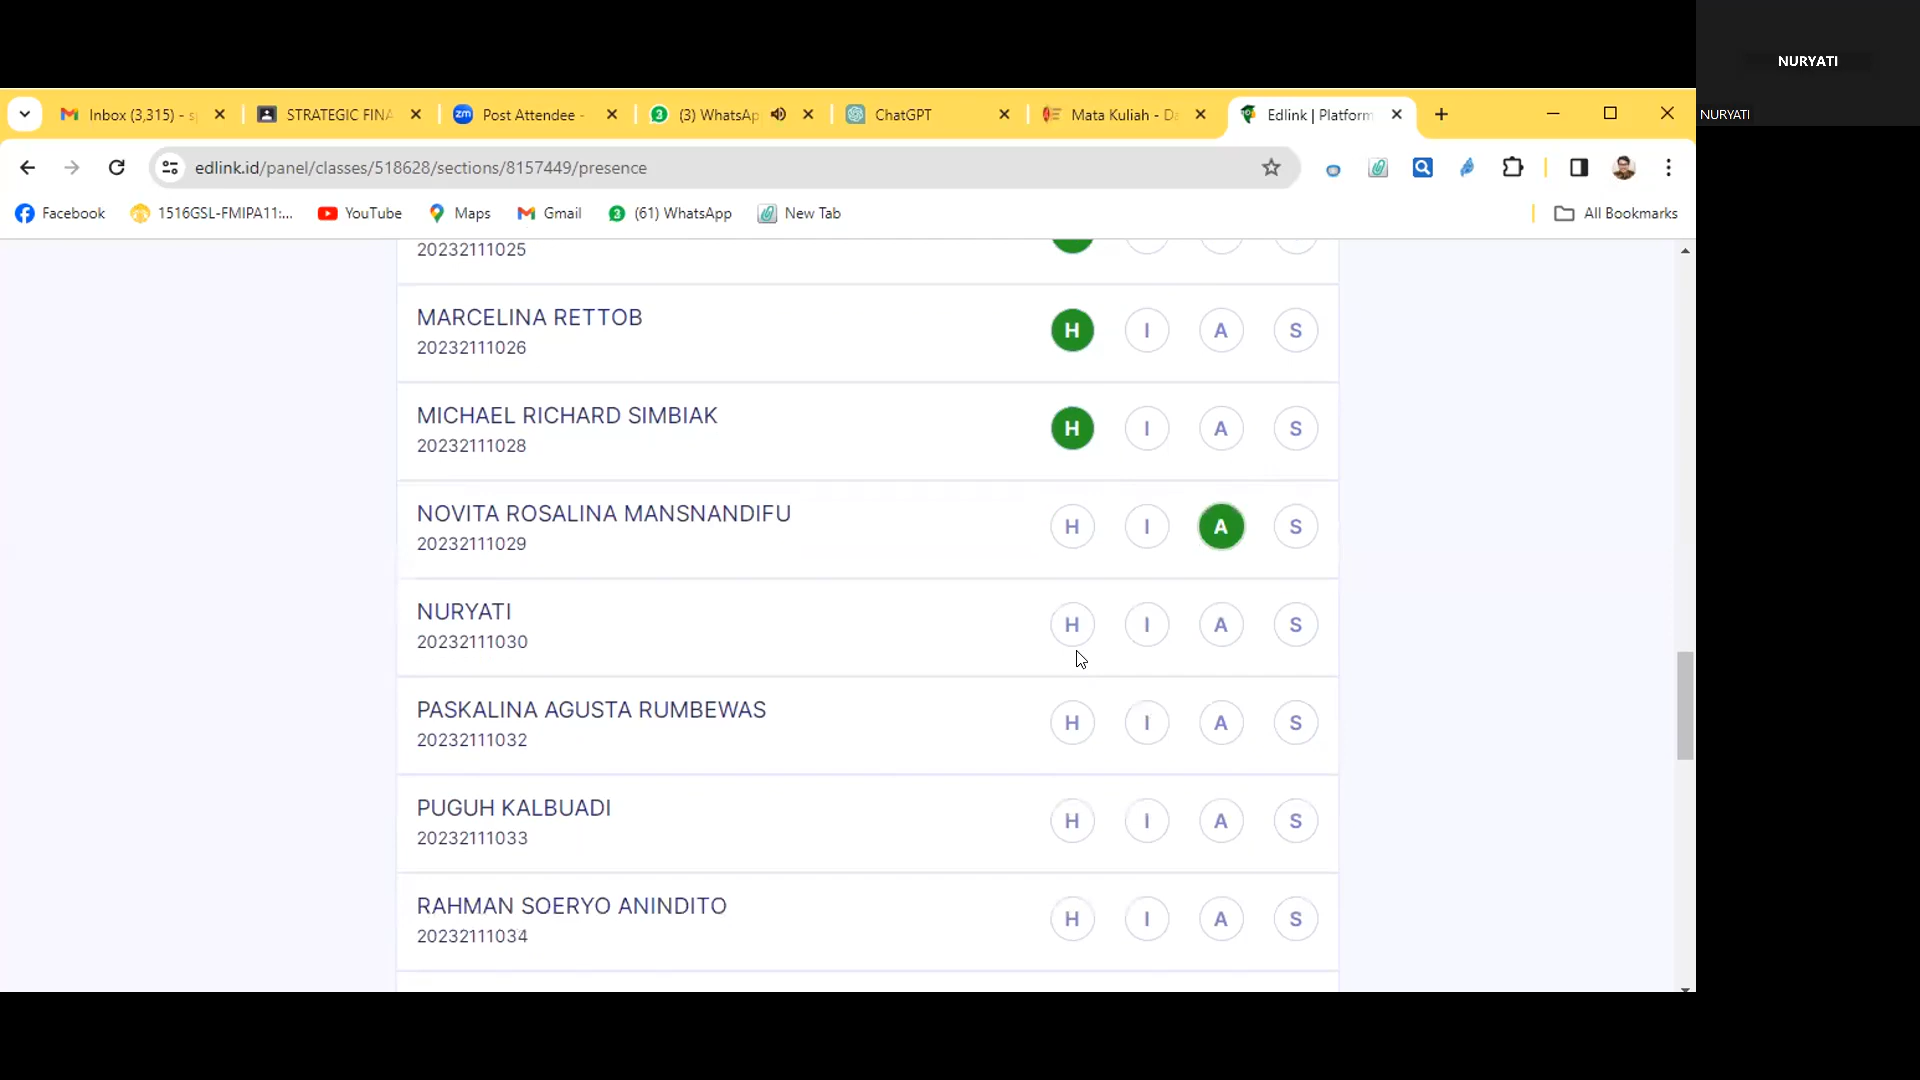 NURYATI
Inbox (3,315) - s
STRATEGIC FINA
Post Attendee -
(3) WhatsAp
ChatGPT
Mata Kuliah - Da
Edlink | Platform
NURYATI
edlink.id/panel/classes/518628/sections/8157449/presence
Facebook
1516GSL-FMIPA11:...
YouTube
Maps
Gmail
(61) WhatsApp
New Tab
All Bookmarks
20232111025
MARCELINA RETTOB
H I A S
20232111026
MICHAEL RICHARD SIMBIAK
H I A S
20232111028
NOVITA ROSALINA MANSNANDIFU
H I A S
20232111029
NURYATI
H I A S
20232111030
PASKALINA AGUSTA RUMBEWAS
H I A S
20232111032
PUGUH KALBUADI
H I A S
20232111033
RAHMAN SOERYO ANINDITO
H I A S
20232111034